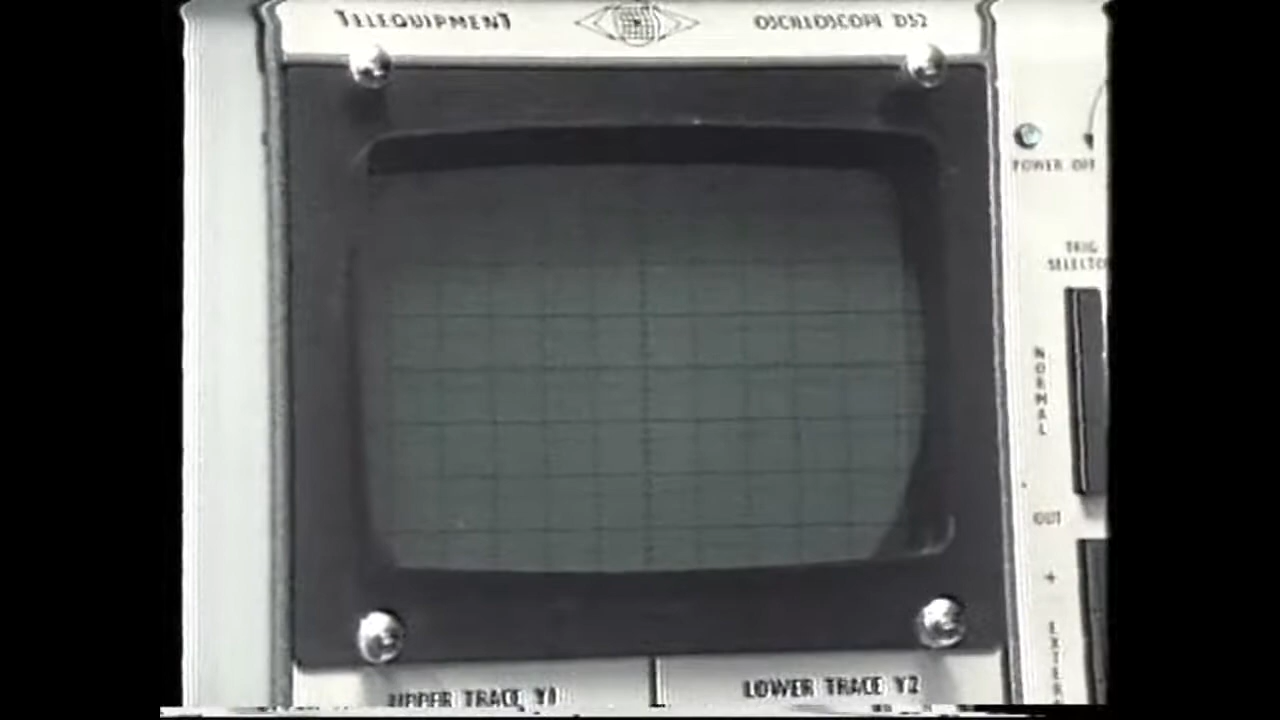 TELEQUIPMENT
OSCILLOSCOPE D52
POWER OFF
TRIG
SELECTOR
NORMAL
OUT
+
UPPER TRACE Y1
LOWER TRACE Y2